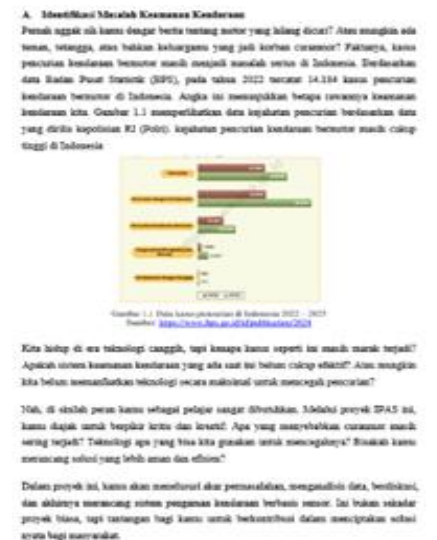 A. Identifikasi Masalah Keamanan Kendaraan
Pernah nggak sih kamu dengar berita tentang motor yang hilang dicuri? Atau mungkin ada
teman, tetangga, atau bahkan keluargamu yang jadi korban curanmor? Faktanya, kasus
pencurian kendaraan bermotor masih menjadi masalah serius di Indonesia. Berdasarkan
data Badan Pusat Statistik (BPS), pada tahun 2022 tercatat kasus pencurian
kendaraan bermotor di Indonesia. Angka ini menunjukkan betapa rawannya keamanan
kendaraan kita. Gambar 1.1 memperlihatkan data kejahatan pencurian berdasarkan data
yang dirilis kepolisian RI (Polri). kejahatan pencurian kendaraan bermotor masih cukup
tinggi di Indonesia
Gambar 1.1 Data kasus pencurian di Indonesia 2022 - 2023
Sumber:
Kita hidup di era teknologi canggih, tapi kenapa kasus seperti ini masih marak terjadi?
Apakah sistem keamanan kendaraan yang ada saat ini belum cukup efektif? Atau mungkin
kita belum memanfaatkan teknologi secara maksimal untuk mencegah pencurian?
Nah, di sinilah peran kamu sebagai pelajar sangat dibutuhkan. Melalui proyek IPAS ini,
kamu diajak untuk berpikir kritis dan kreatif: Apa yang menyebabkan curanmor masih
sering terjadi? Teknologi apa yang bisa kita gunakan untuk mencegahnya? Bisakah kamu
merancang solusi yang lebih aman dan efisien?
Dalam proyek ini, kamu akan menelusuri akar permasalahan, menganalisis data, berdiskusi,
dan akhirnya merancang sistem pengaman kendaraan berbasis sensor. Ini bukan sekadar
proyek biasa, tapi tantangan bagi kamu untuk berkontribusi dalam menciptakan solusi
nyata bagi masyarakat.